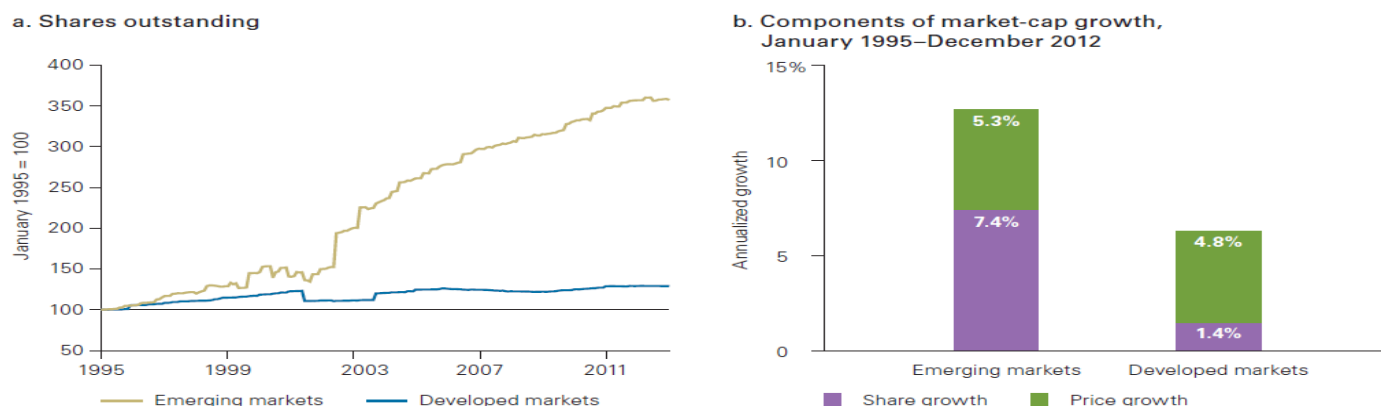 a. Shares outstanding
400
350
300
250
200
150
100
50
January 1995 = 100
1995 1999 2003 2007 2011
Emerging markets Developed markets
b. Components of market-cap growth,
January 1995–December 2012
15%
10
5
0
Annualized growth
5.3%
7.4%
4.8%
1.4%
Emerging markets Developed markets
Share growth Price growth